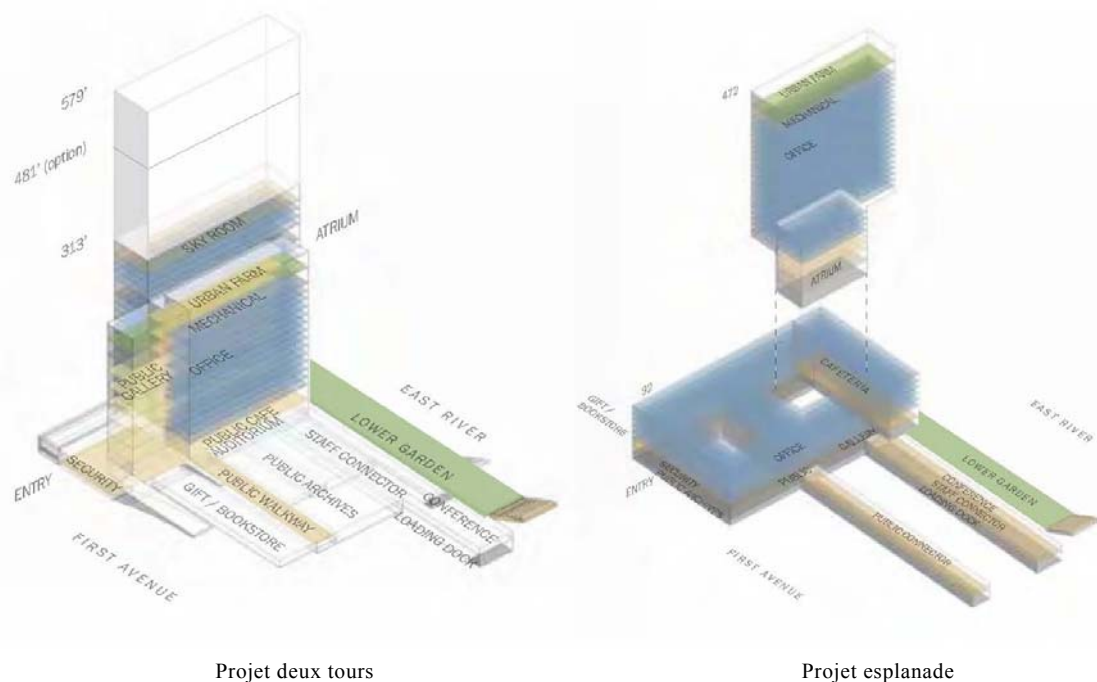 579'
481' (option)
313'
SKY ROOM
ATRIUM
URBAN FARM
MECHANICAL
OFFICE
PUBLIC
GALLERY
PUBLIC CAFE
AUDITORIUM
EAST RIVER
LOWER GARDEN
STAFF CONNECTOR
CONFERENCE
LOADING DOCK
PUBLIC ARCHIVES
PUBLIC WALKWAY
GIFT / BOOKSTORE
SECURITY
ENTRY
FIRST AVENUE
Projet deux tours
472'
URBAN FARM
MECHANICAL
OFFICE
ATRIUM
CAFETERIA
GIFT /
BOOKSTORE
OFFICE
PUBLIC GALLERY
ENTRY
SECURITY
EAST RIVER
LOWER GARDEN
CONFERENCE
STAFF CONNECTOR
LOADING DOCK
PUBLIC CONNECTOR
FIRST AVENUE
Projet esplanade